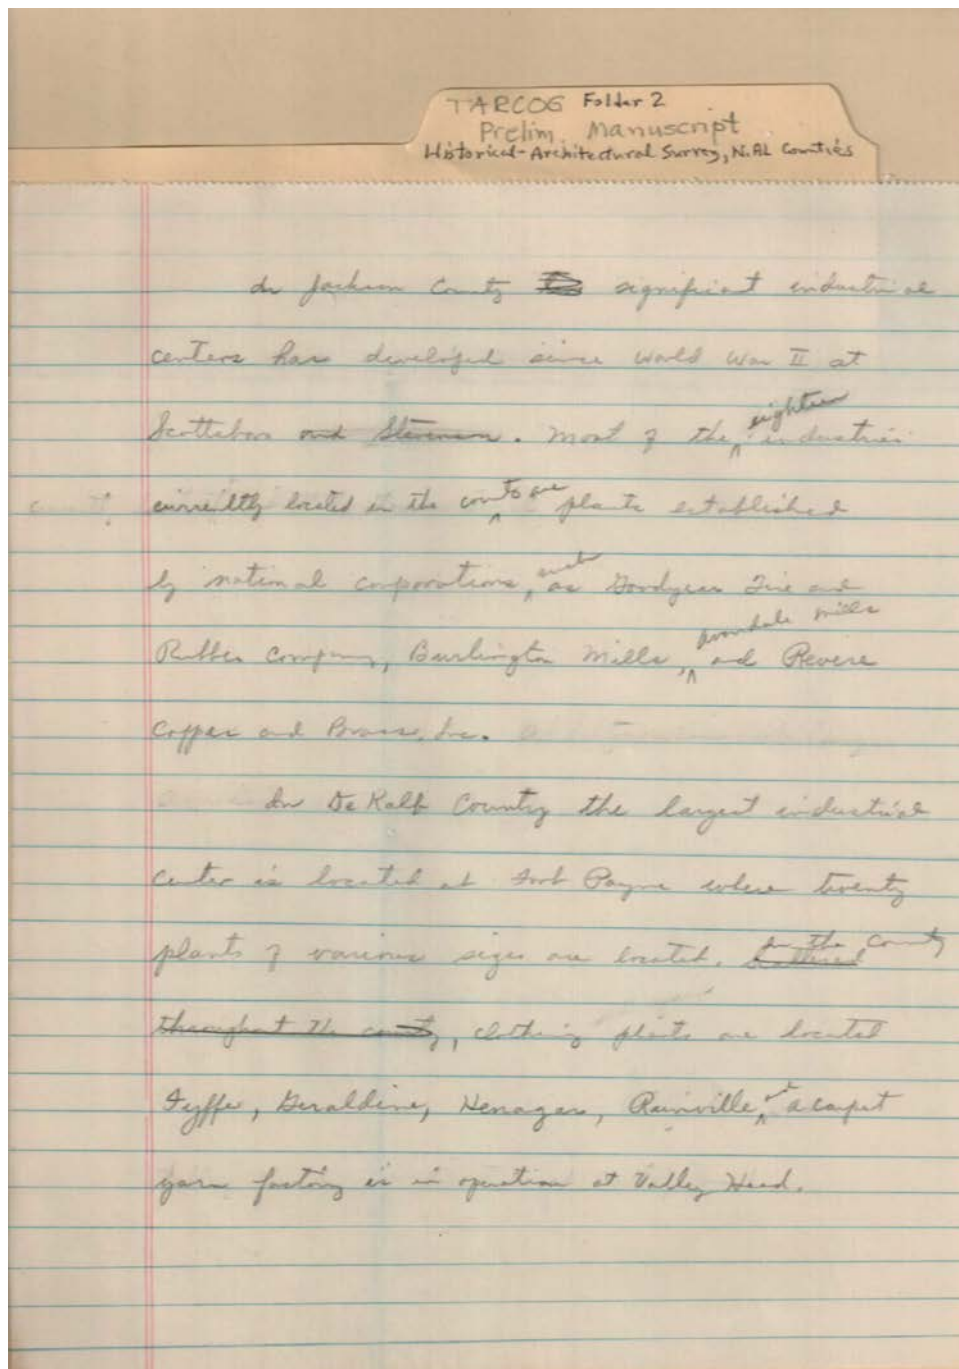 TARCOG Folder 2
Prelim. Manuscript
Historical-Architectural Survey, N. AL Counties
In Jackson County significant industrial
centers has developed since World War II at
Scottsboro and Stevenson. Most of the eighteen industries
currently located in the county are plants established
by national corporations, such as Goodyear Tire and
Rubber Company, Burlington Mills, Avondale Mills and Revere
Copper and Brass, Inc.
In DeKalb County the largest industrial
center is located at Fort Payne where twenty
plants of various sizes are located. scattered in the County
throughout the county, clothing plants are located
Fyffe, Geraldine, Henagar, Rainville, and a carpet
yarn factory is in operation at Valley Head.